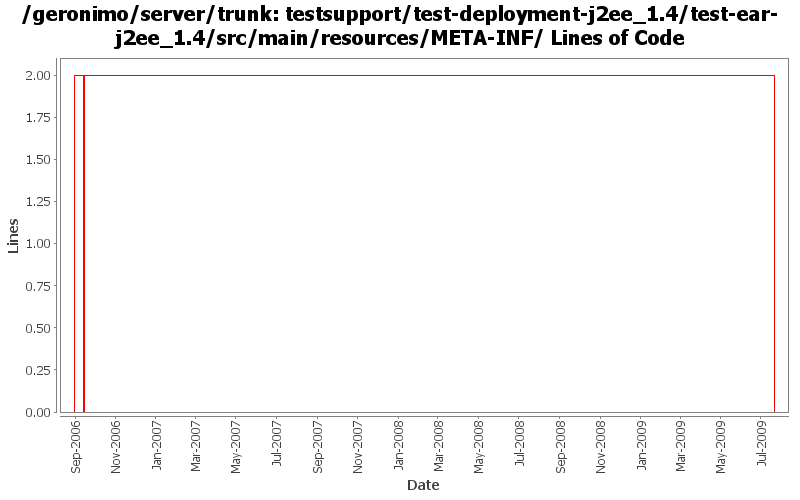 /geronimo/server/trunk: testsupport/test-deployment-j2ee_1.4/test-ear-
j2ee_1.4/src/main/resources/META-INF/ Lines of Code
2.00
1.75
1.50
1.25
1.00
0.75
0.50
0.25
0.00
Lines
Sep-2006
Nov-2006
Jan-2007
Mar-2007
May-2007
Jul-2007
Sep-2007
Nov-2007
Jan-2008
Mar-2008
May-2008
Jul-2008
Sep-2008
Nov-2008
Jan-2009
Mar-2009
May-2009
Jul-2009
Date